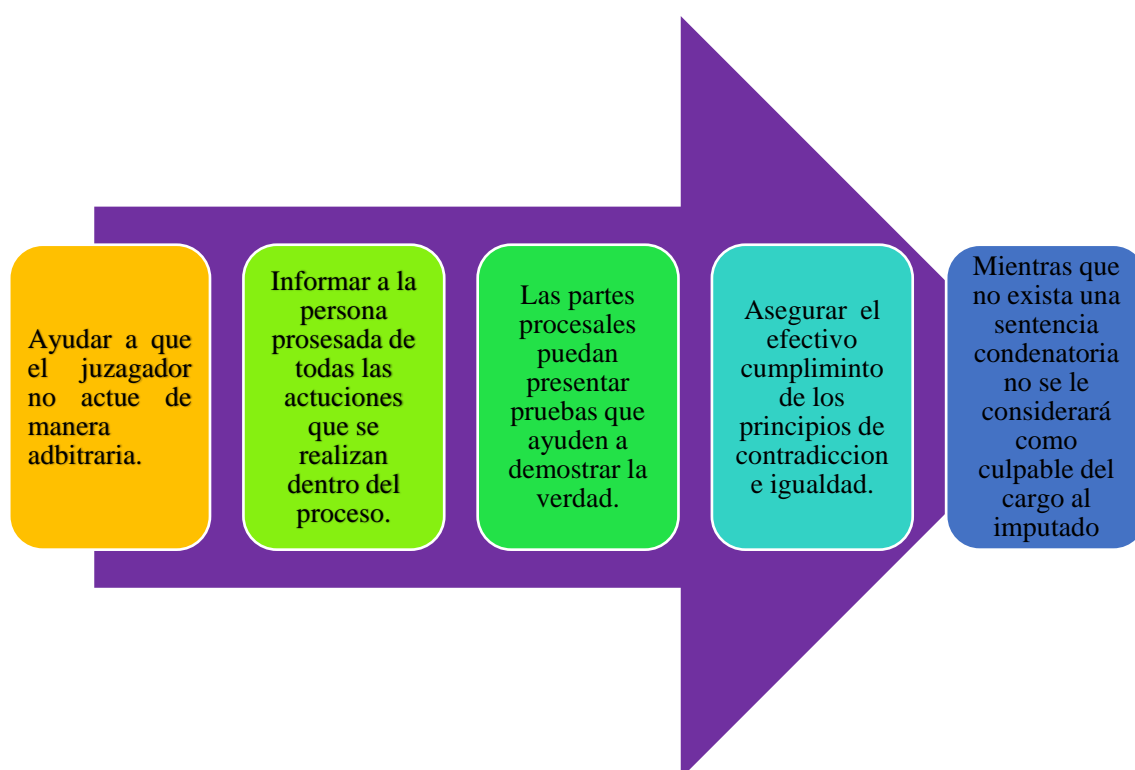 Ayudar a que
el juzagador
no actue de
manera
adbitraria.
Informar a la
persona
prosesada de
todas las
actuciones
que se
realizan
dentro del
proceso.
Las partes
procesales
puedan
presentar
pruebas que
ayuden a
demostrar la
verdad.
Asegurar el
efectivo
cumpliminto
de los
principios de
contradiccion
e igualdad.
Mientras que
no exista una
sentencia
condenatoria
no se le
considerará
como
culpable del
cargo al
imputado